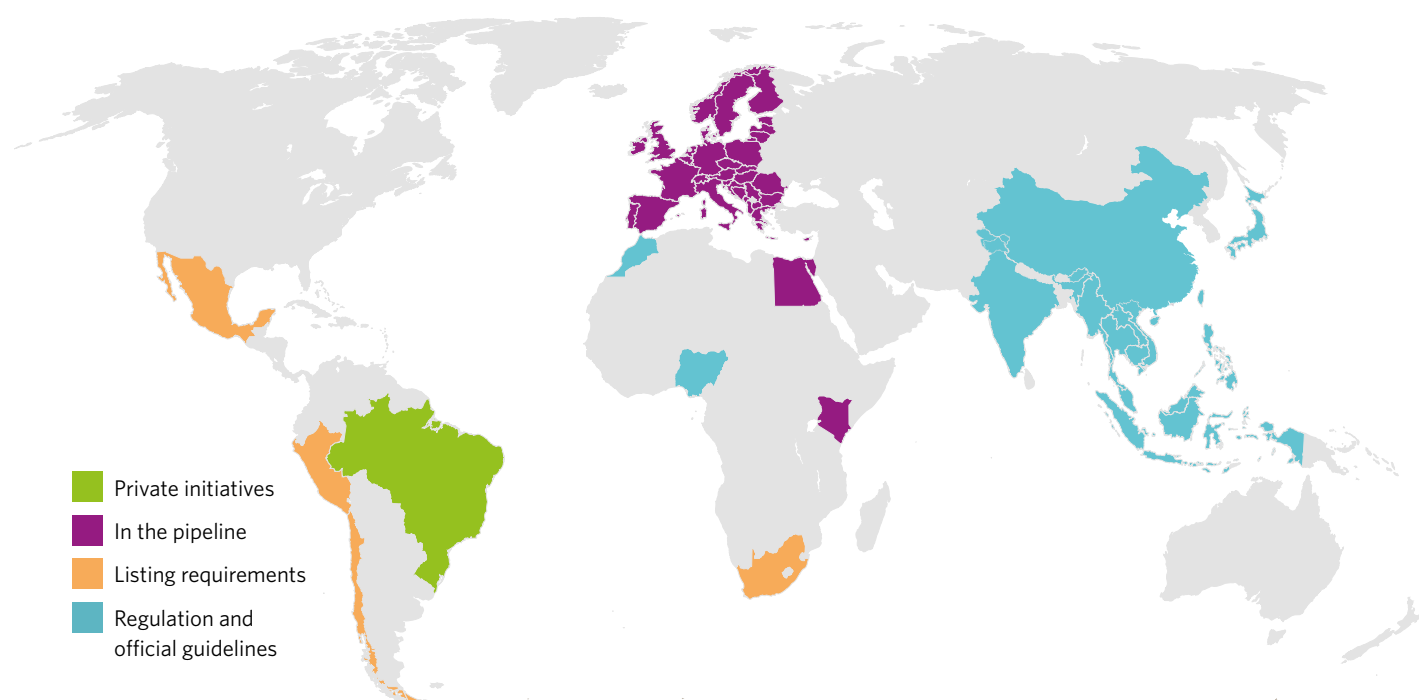 Private initiatives
In the pipeline
Listing requirements
Regulation and
official guidelines